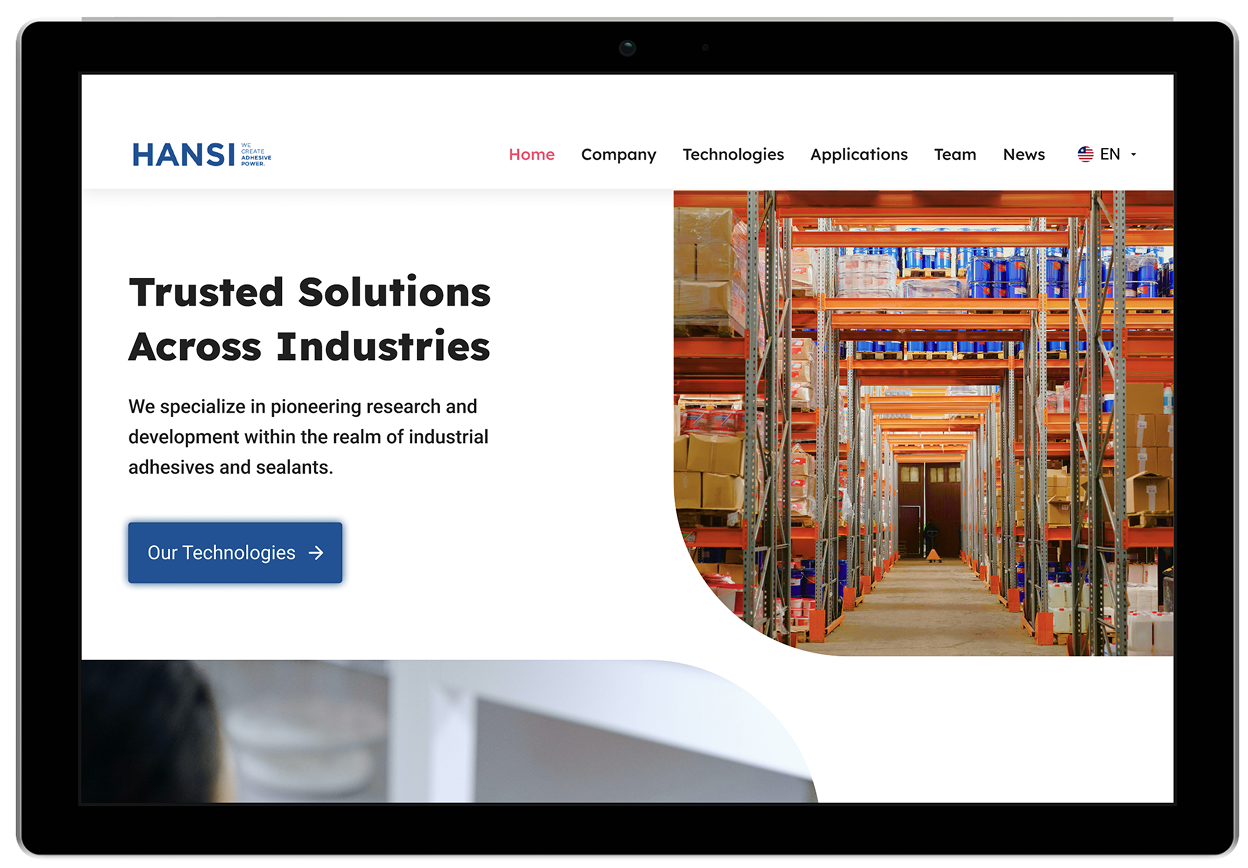 HANSI
WE
CREATE
ADHESIVE
POWER.
Home Company Technologies Applications Team News EN
Trusted Solutions
Across Industries
We specialize in pioneering research and
development within the realm of industrial
adhesives and sealants.
Our Technologies →